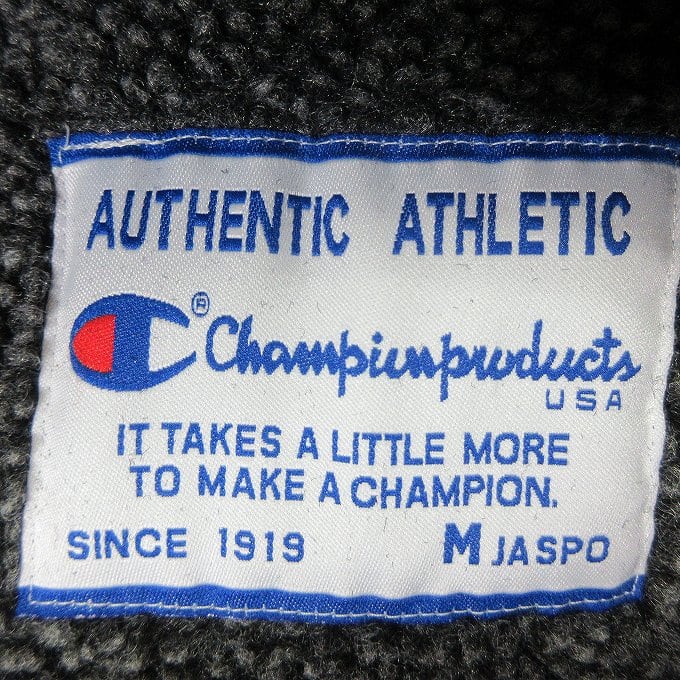 AUTHENTIC ATHLETIC
® Championproducts
USA
IT TAKES A LITTLE MORE
TO MAKE A CHAMPION.
SINCE 1919 M JASPO